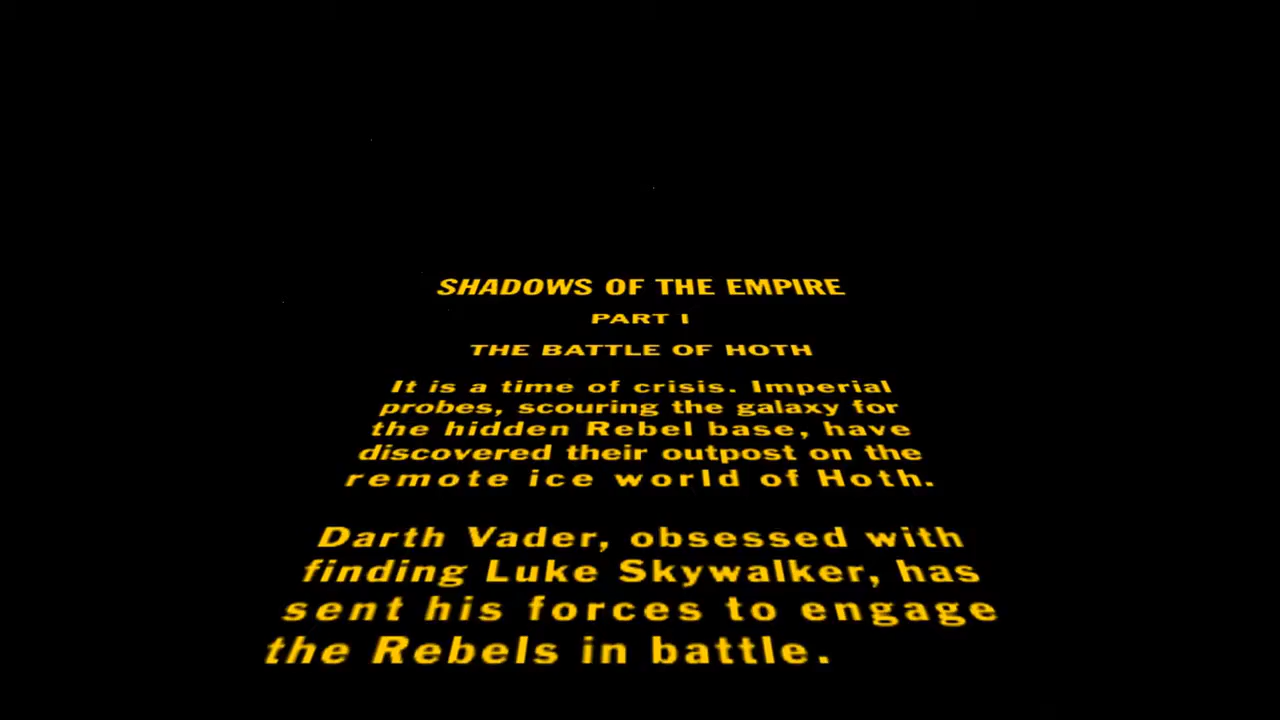 SHADOWS OF THE EMPIRE
PART I
THE BATTLE OF HOTH
It is a time of crisis. Imperial
probes, scouring the galaxy for
the hidden Rebel base, have
discovered their outpost on the
remote ice world of Hoth.
Darth Vader, obsessed with
finding Luke Skywalker, has
sent his forces to engage
the Rebels in battle.